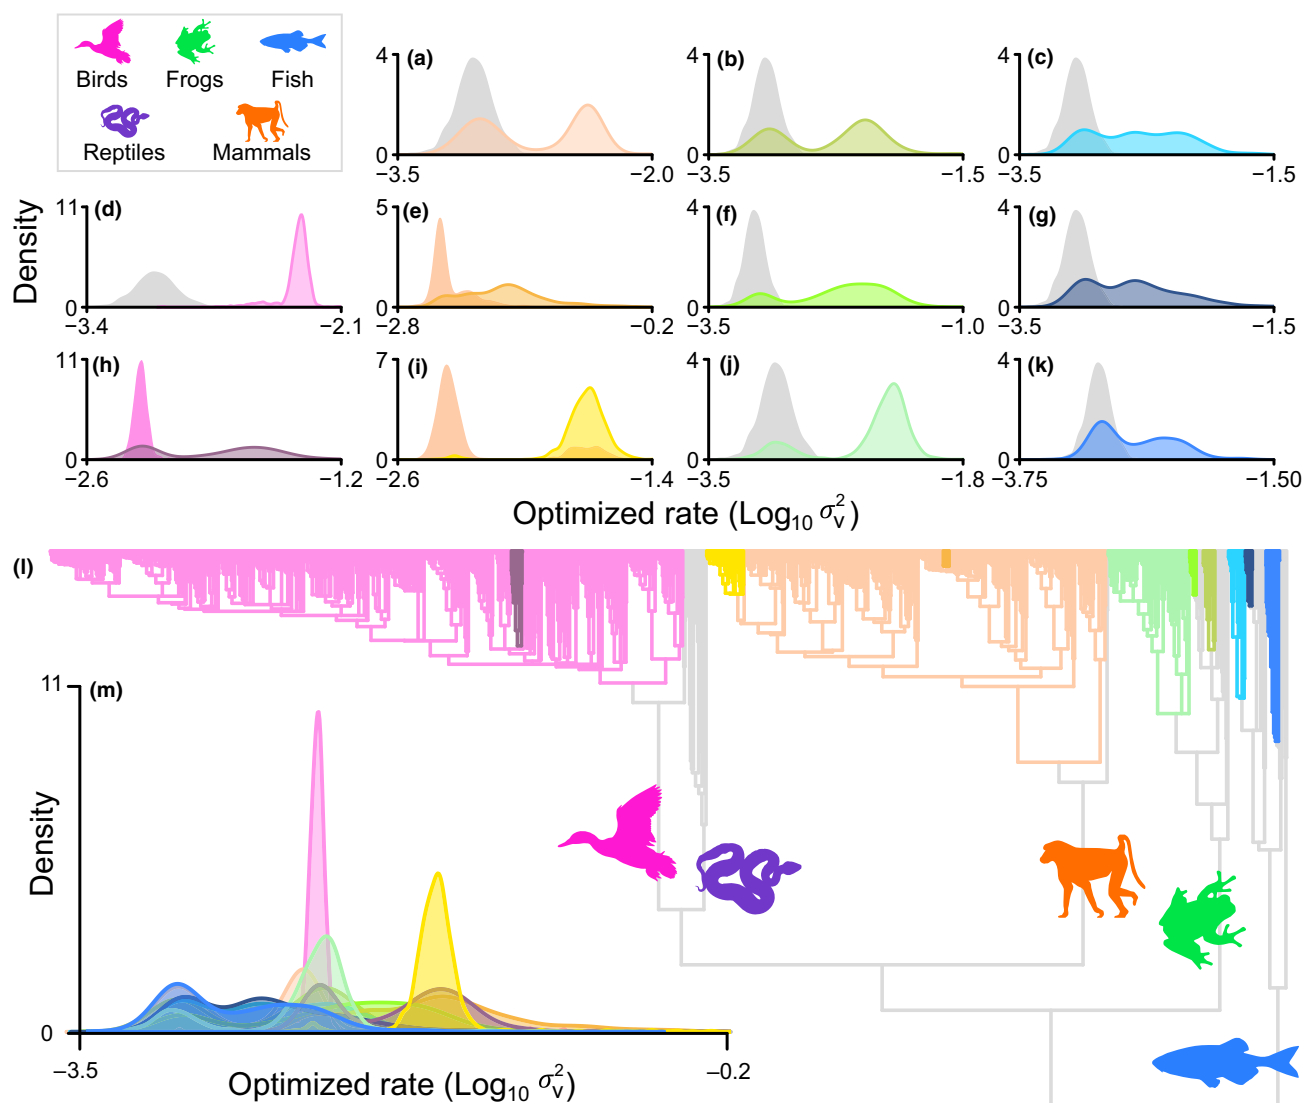 Birds Frogs Fish
Reptiles Mammals
(a) 4 0 −3.5 −2.0
(b) 4 0 −3.5 −1.5
(c) 4 0 −3.5 −1.5
Density
(d) 11 0 −3.4 −2.1
(e) 5 0 −2.8 −0.2
(f) 4 0 −3.5 −1.0
(g) 4 0 −3.5 −1.5
(h) 11 0 −2.6 −1.2
(i) 7 0 −2.6 −1.4
(j) 4 0 −3.5 −1.8
(k) 4 0 −3.75 −1.50
Optimized rate (Log₁₀ σ²ᵥ)
(l)
(m)
11
Density
0
−3.5 −0.2
Optimized rate (Log₁₀ σ²ᵥ)